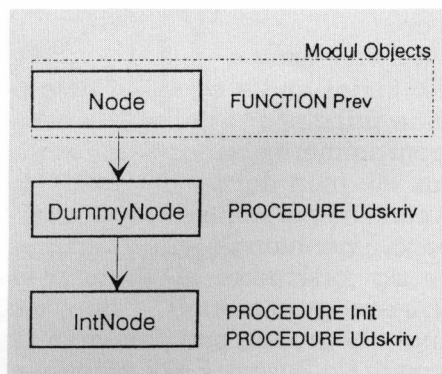 Modul Objects
Node FUNCTION Prev
DummyNode PROCEDURE Udskriv
IntNode PROCEDURE Init
PROCEDURE Udskriv